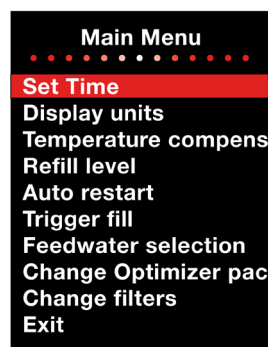 Main Menu
Set Time
Display units
Temperature compens
Refill level
Auto restart
Trigger fill
Feedwater selection
Change Optimizer pac
Change filters
Exit